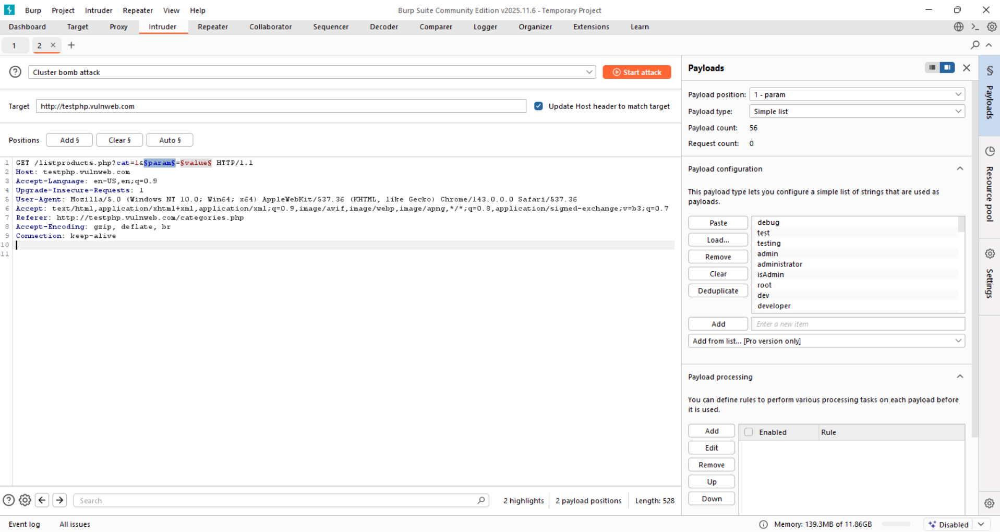 Burp Project Intruder Repeater View Help
Burp Suite Community Edition v2025.11.6 - Temporary Project
Dashboard Target Proxy Intruder Repeater Collaborator Sequencer Decoder Comparer Logger Organizer Extensions Learn
1 2
Cluster bomb attack
Start attack
Target http://testphp.vulnweb.com
Update Host header to match target
Positions Add § Clear § Auto §
1 GET /listproducts.php?cat=1&§param§=§value§ HTTP/1.1
2 Host: testphp.vulnweb.com
3 Accept-Language: en-US,en;q=0.9
4 Upgrade-Insecure-Requests: 1
5 User-Agent: Mozilla/5.0 (Windows NT 10.0; Win64; x64) AppleWebKit/537.36 (KHTML, like Gecko) Chrome/143.0.0.0 Safari/537.36
6 Accept: text/html,application/xhtml+xml,application/xml;q=0.9,image/avif,image/webp,image/apng,*/*;q=0.8,application/signed-exchange;v=b3;q=0.7
7 Referer: http://testphp.vulnweb.com/categories.php
8 Accept-Encoding: gzip, deflate, br
9 Connection: keep-alive
10
11
Search
2 highlights
2 payload positions
Length: 528
Payloads
Payload position: 1 - param
Payload type: Simple list
Payload count: 56
Request count: 0
Payload configuration
This payload type lets you configure a simple list of strings that are used as
payloads.
Paste
Load...
Remove
Clear
Deduplicate
debug
test
testing
admin
administrator
isAdmin
root
dev
developer
Add Enter a new item
Add from list... [Pro version only]
Payload processing
You can define rules to perform various processing tasks on each payload before
it is used.
Add
Edit
Remove
Up
Down
Enabled Rule
§ Payloads
Resource pool
Settings
Event log All issues
Memory: 139.3MB of 11.86GB
Disabled